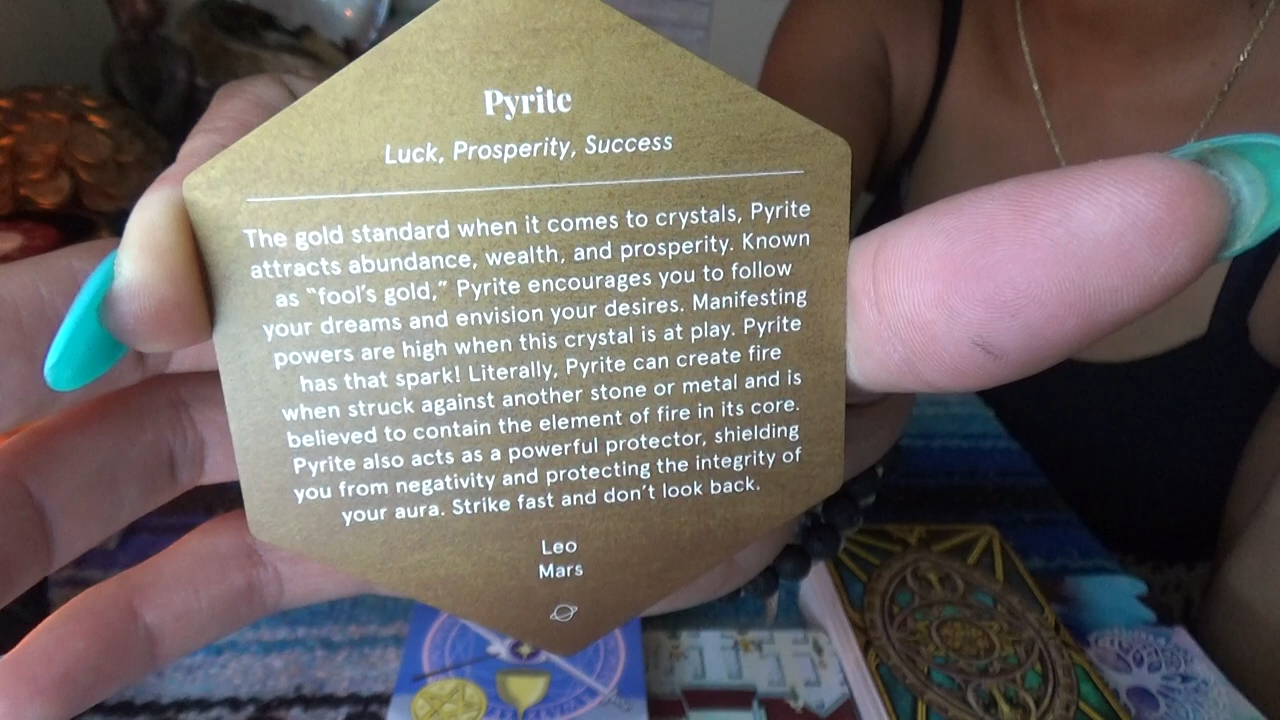 Pyrite
Luck, Prosperity, Success
The gold standard when it comes to crystals, Pyrite
attracts abundance, wealth, and prosperity. Known
as “fool’s gold,” Pyrite encourages you to follow
your dreams and envision your desires. Manifesting
powers are high when this crystal is at play. Pyrite
has that spark! Literally, Pyrite can create fire
when struck against another stone or metal and is
believed to contain the element of fire in its core.
Pyrite also acts as a powerful protector, shielding
you from negativity and protecting the integrity of
your aura. Strike fast and don’t look back.
Leo
Mars